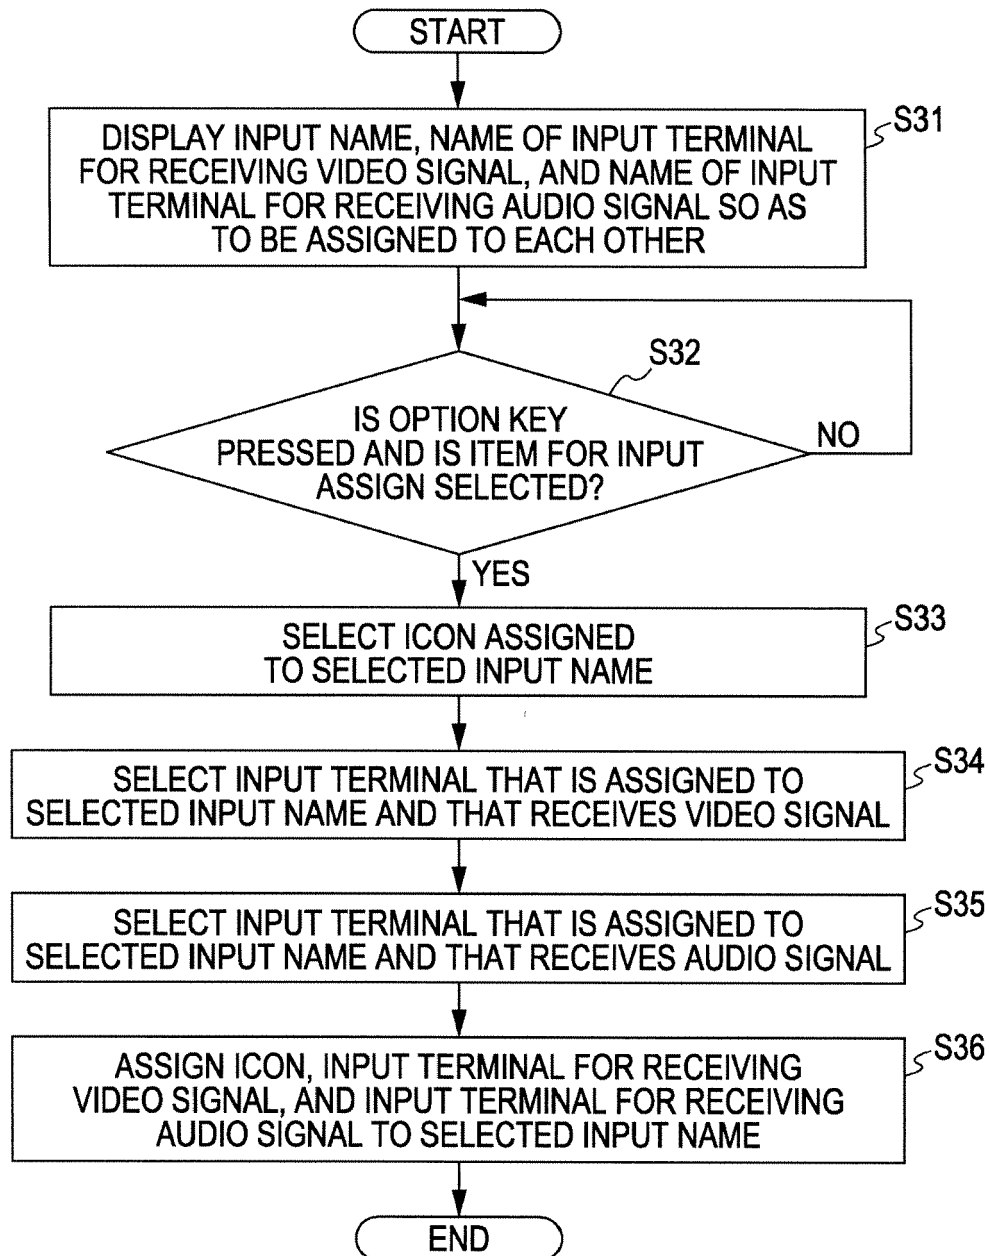 START
S31
DISPLAY INPUT NAME, NAME OF INPUT TERMINAL
FOR RECEIVING VIDEO SIGNAL, AND NAME OF INPUT
TERMINAL FOR RECEIVING AUDIO SIGNAL SO AS
TO BE ASSIGNED TO EACH OTHER
S32
IS OPTION KEY
PRESSED AND IS ITEM FOR INPUT
ASSIGN SELECTED?
NO
YES
S33
SELECT ICON ASSIGNED
TO SELECTED INPUT NAME
S34
SELECT INPUT TERMINAL THAT IS ASSIGNED TO
SELECTED INPUT NAME AND THAT RECEIVES VIDEO SIGNAL
S35
SELECT INPUT TERMINAL THAT IS ASSIGNED TO
SELECTED INPUT NAME AND THAT RECEIVES AUDIO SIGNAL
S36
ASSIGN ICON, INPUT TERMINAL FOR RECEIVING
VIDEO SIGNAL, AND INPUT TERMINAL FOR RECEIVING
AUDIO SIGNAL TO SELECTED INPUT NAME
END